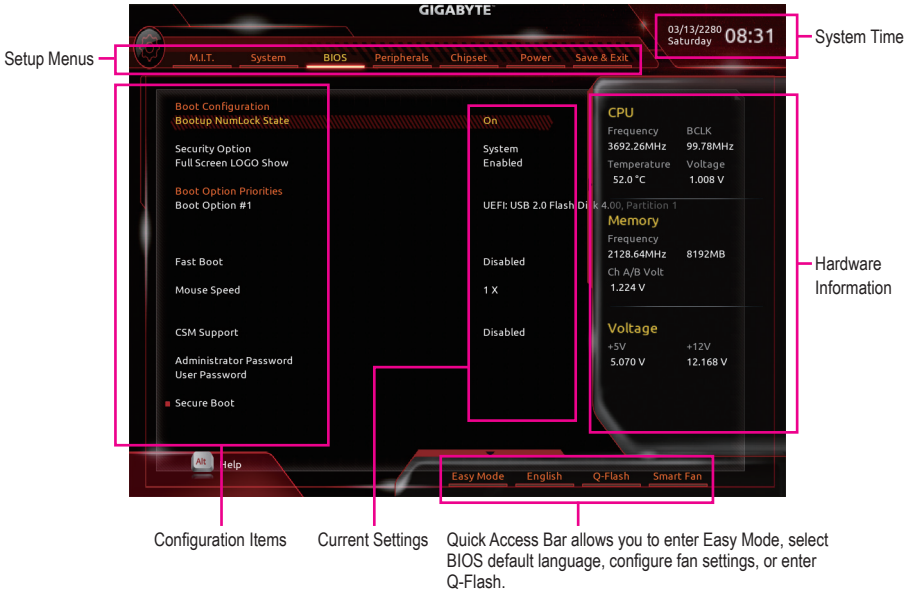 GIGABYTE™
03/13/2280
Saturday
08:31
System Time
Setup Menus
M.I.T. System BIOS Peripherals Chipset Power Save & Exit
Boot Configuration
Bootup NumLock State On
Security Option System
Full Screen LOGO Show Enabled
Boot Option Priorities
Boot Option #1 UEFI: USB 2.0 Flash Disk 4.00, Partition 1
Fast Boot Disabled
Mouse Speed 1 X
CSM Support Disabled
Administrator Password
User Password
Secure Boot
CPU
Frequency BCLK
3692.26MHz 99.78MHz
Temperature Voltage
52.0 °C 1.008 V
Memory
Frequency
2128.64MHz 8192MB
Ch A/B Volt
1.224 V
Voltage
+5V +12V
5.070 V 12.168 V
Hardware
Information
Alt Help
Easy Mode English Q-Flash Smart Fan
Configuration Items
Current Settings
Quick Access Bar allows you to enter Easy Mode, select
BIOS default language, configure fan settings, or enter
Q-Flash.